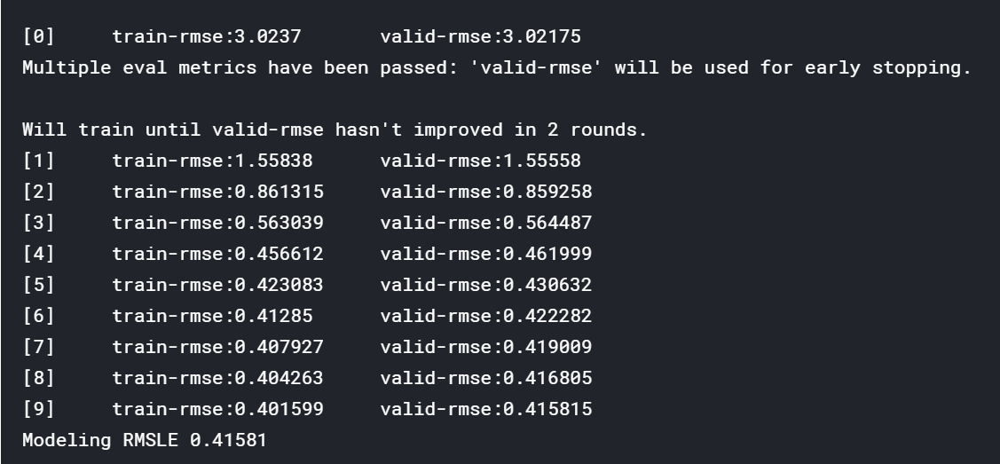 [0] train-rmse:3.0237 valid-rmse:3.02175
Multiple eval metrics have been passed: 'valid-rmse' will be used for early stopping.
Will train until valid-rmse hasn't improved in 2 rounds.
[1] train-rmse:1.55838 valid-rmse:1.55558
[2] train-rmse:0.861315 valid-rmse:0.859258
[3] train-rmse:0.563039 valid-rmse:0.564487
[4] train-rmse:0.456612 valid-rmse:0.461999
[5] train-rmse:0.423083 valid-rmse:0.430632
[6] train-rmse:0.41285 valid-rmse:0.422282
[7] train-rmse:0.407927 valid-rmse:0.419009
[8] train-rmse:0.404263 valid-rmse:0.416805
[9] train-rmse:0.401599 valid-rmse:0.415815
Modeling RMSLE 0.41581